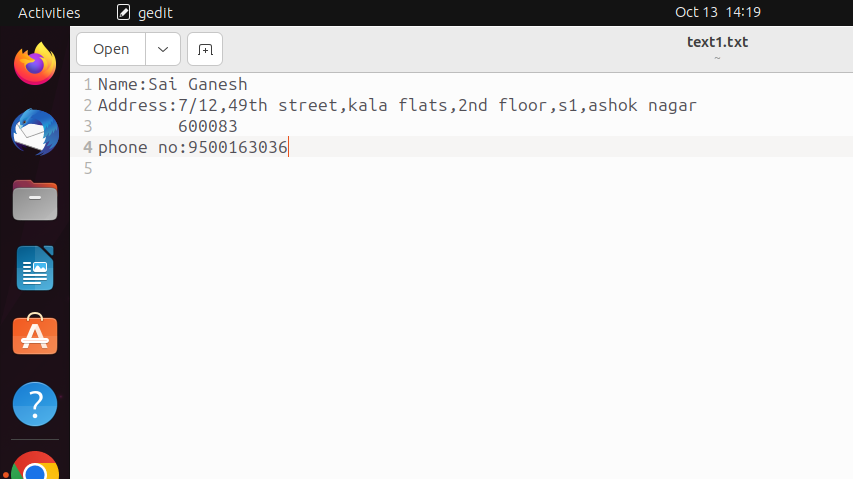 Activities gedit Oct 13 14:19
Open text1.txt
~
1 Name:Sai Ganesh
2 Address:7/12,49th street,kala flats,2nd floor,s1,ashok nagar
3 600083
4 phone no:9500163036
5